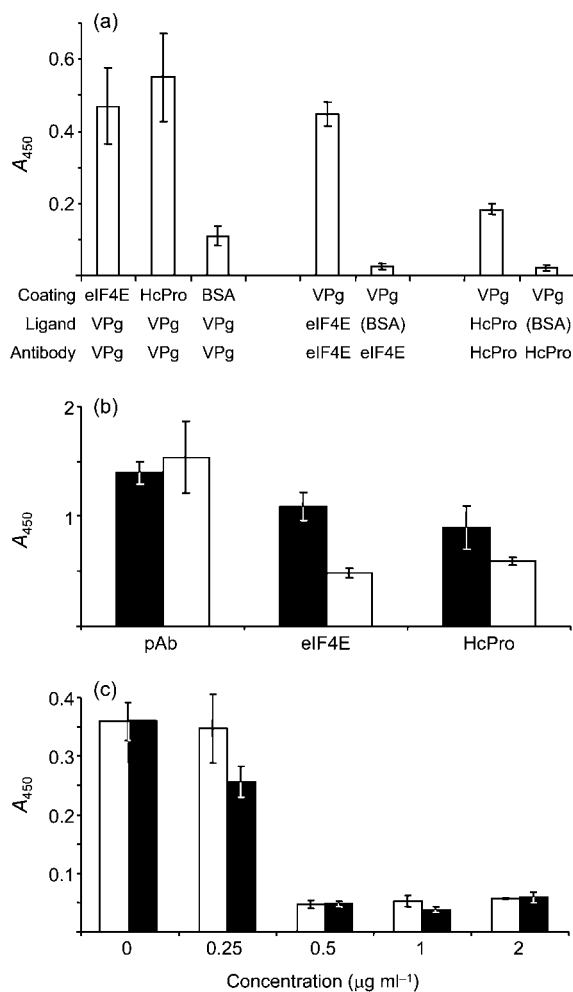 (a)
0.6
0.4
0.2
A450
Coating eIF4E HcPro BSA VPg VPg VPg VPg
Ligand VPg VPg VPg eIF4E (BSA) HcPro (BSA)
Antibody VPg VPg VPg eIF4E eIF4E HcPro HcPro
(b)
2
1
A450
pAb eIF4E HcPro
(c)
0.4
0.3
0.2
0.1
A450
0 0.25 0.5 1 2
Concentration (μg ml⁻¹)